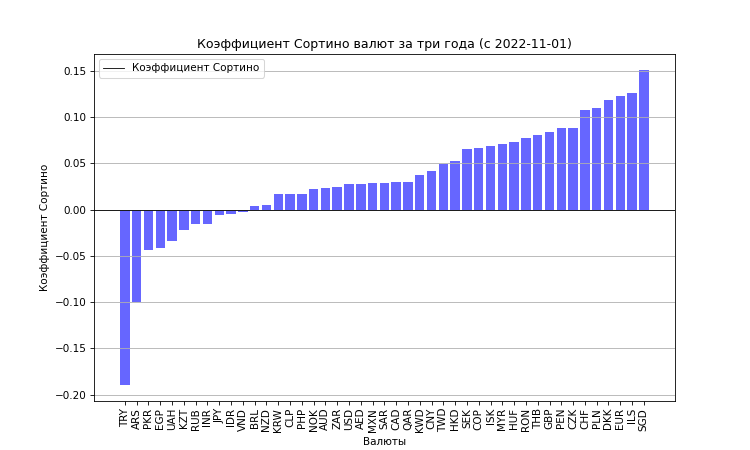 Коэффициент Сортино валют за три года (с 2022-11-01)
Коэффициент Сортино
0.15
0.10
0.05
0.00
−0.05
−0.10
−0.15
−0.20
Коэффициент Сортино
TRY
ARS
PKR
EGP
UAH
KZT
RUB
INR
JPY
IDR
VND
BRL
NZD
KRW
CLP
PHP
NOK
AUD
ZAR
USD
AED
MXN
SAR
CAD
QAR
KWD
CNY
TWD
HKD
SEK
COP
ISK
MYR
HUF
RON
THB
GBP
PEN
CZK
CHF
PLN
DKK
EUR
ILS
SGD
Валюты